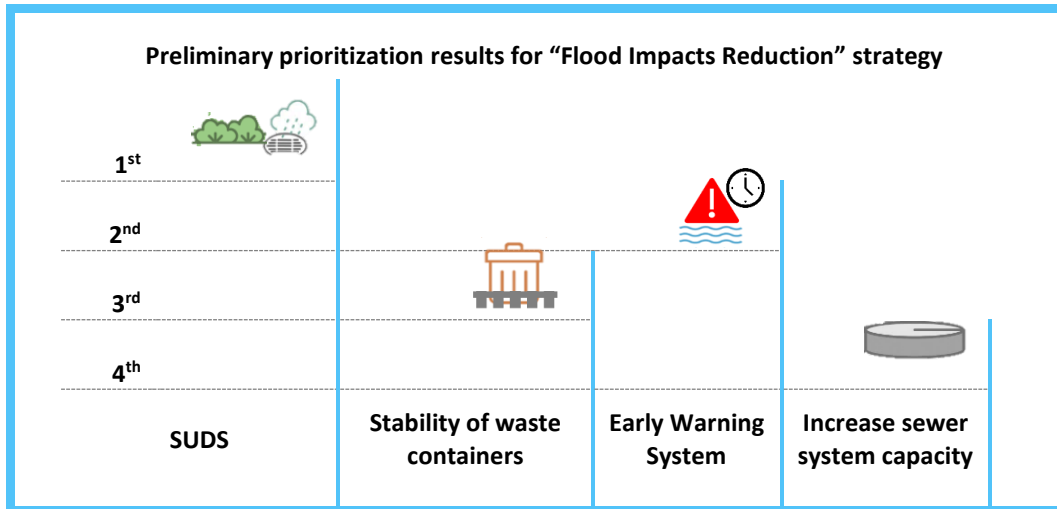 Preliminary prioritization results for “Flood Impacts Reduction” strategy
1st
2nd
3rd
4th
SUDS
Stability of waste
containers
Early Warning
System
Increase sewer
system capacity